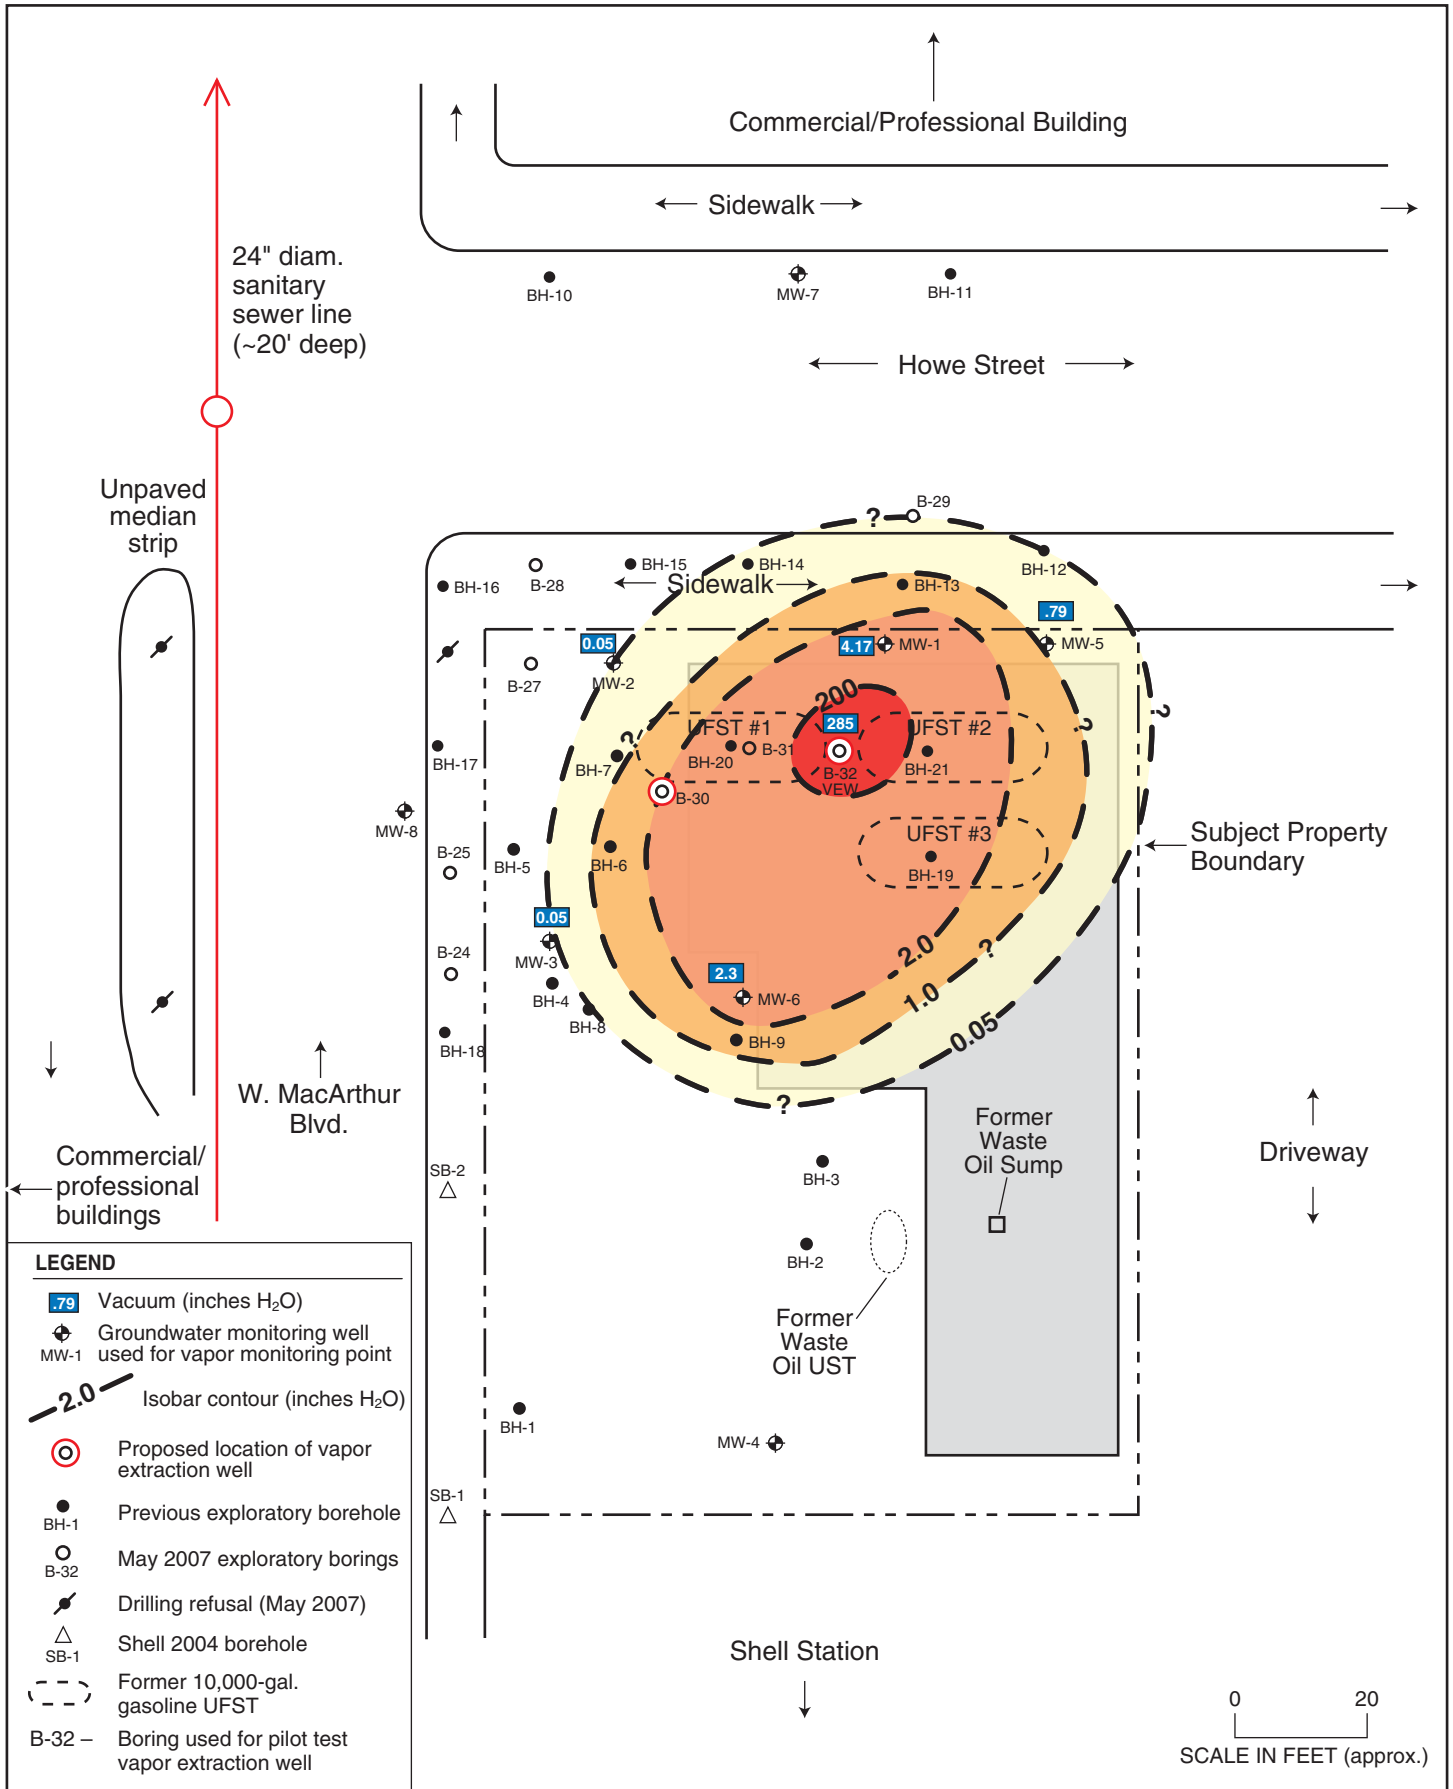 Commercial/Professional Building
Sidewalk
24" diam.
sanitary
sewer line
(~20' deep)
BH-10
MW-7
BH-11
Howe Street
Unpaved
median
strip
B-29
?
BH-12
BH-16
B-28
BH-15
BH-14
Sidewalk
BH-13
.79
0.05
4.17
MW-1
MW-5
B-27
MW-2
200
285
?
?
?
UFST #1
UFST #2
BH-17
BH-7
BH-20
B-31
B-32
VEW
BH-21
B-30
MW-8
B-25
BH-5
BH-6
UFST #3
BH-19
Subject Property
Boundary
0.05
MW-3
B-24
BH-4
BH-8
2.3
MW-6
2.0
?
1.0
0.05
BH-9
BH-18
?
W. MacArthur
Blvd.
Commercial/
professional
buildings
SB-2
BH-3
BH-2
Former
Waste
Oil Sump
Driveway
Former
Waste
Oil UST
BH-1
MW-4
SB-1
Shell Station
0 20
SCALE IN FEET (approx.)
LEGEND
.79 Vacuum (inches H₂O)
MW-1 Groundwater monitoring well
used for vapor monitoring point
2.0 Isobar contour (inches H₂O)
Proposed location of vapor
extraction well
BH-1 Previous exploratory borehole
B-32 May 2007 exploratory borings
Drilling refusal (May 2007)
SB-1 Shell 2004 borehole
Former 10,000-gal.
gasoline UFST
B-32 – Boring used for pilot test
vapor extraction well